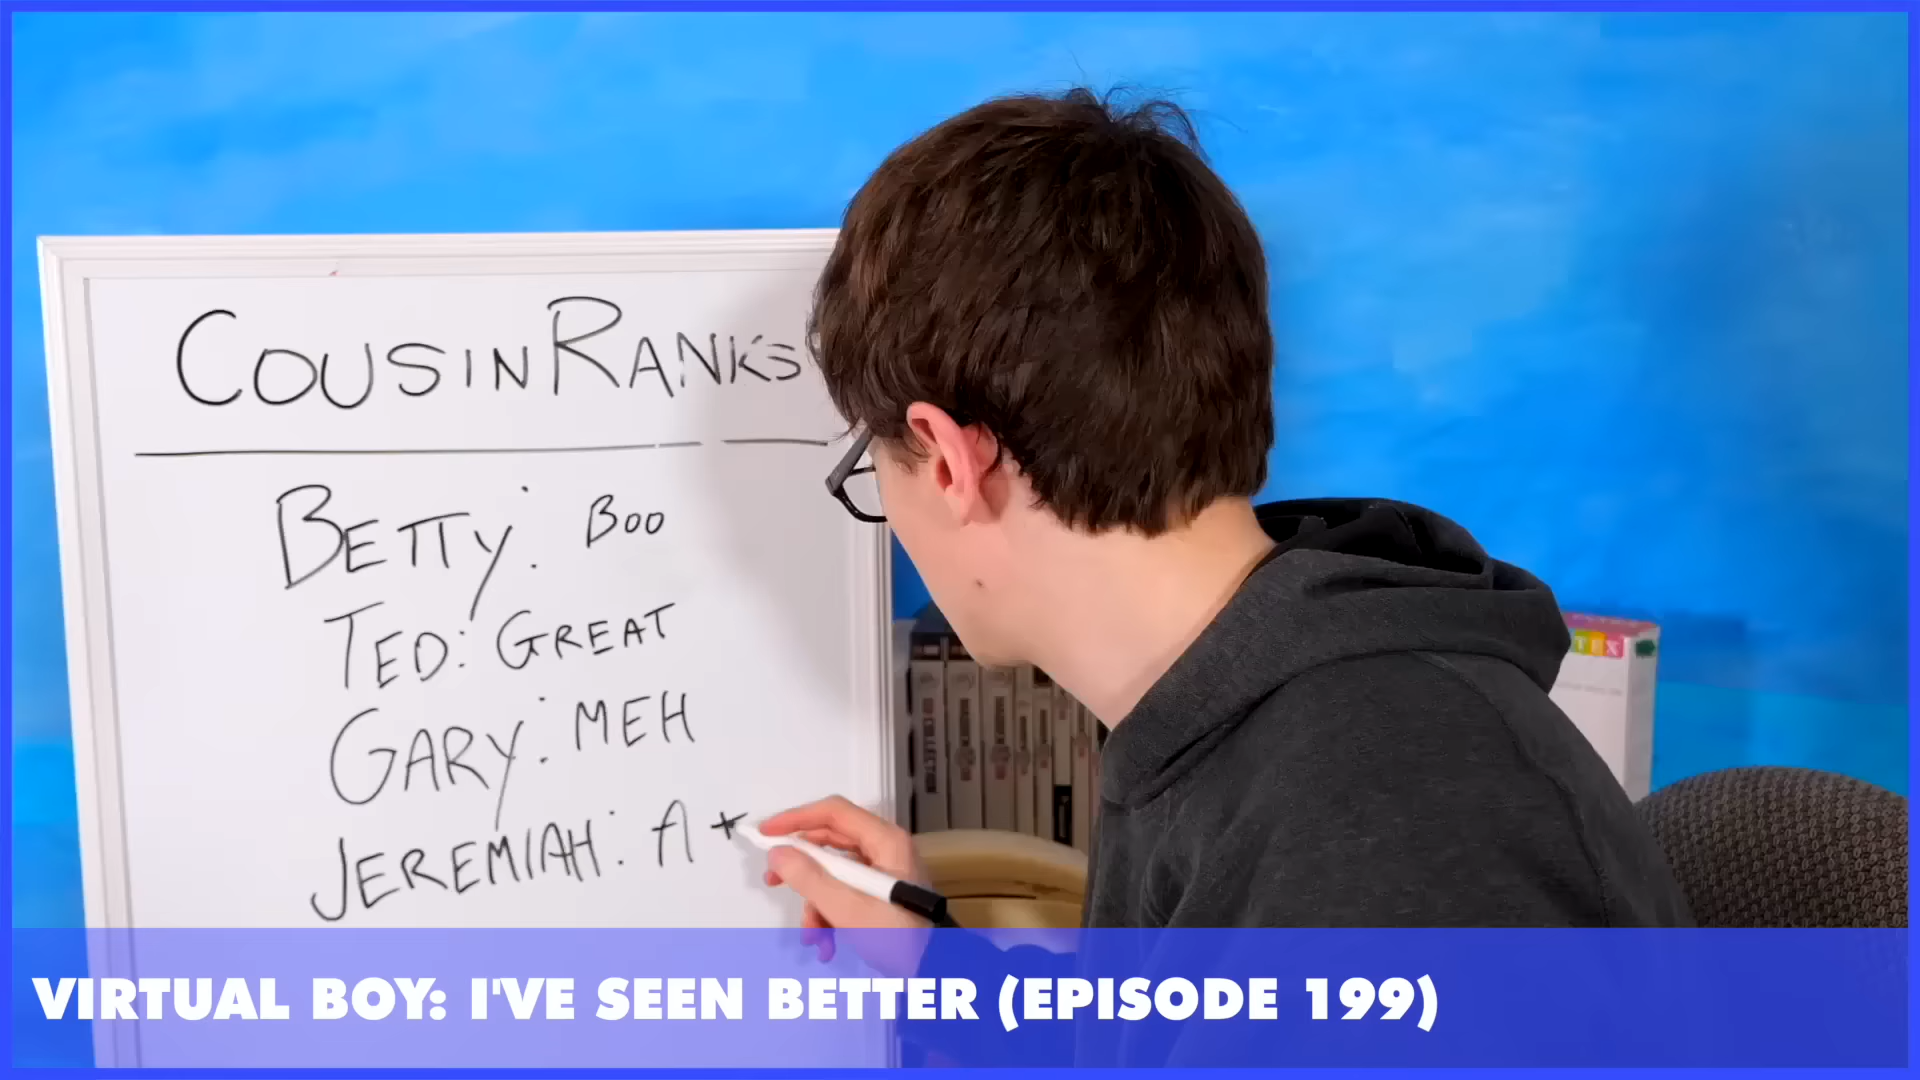 COUSIN RANKS
BETTY: BOO
TED: GREAT
GARY: MEH
JEREMIAH: A+
VIRTUAL BOY: I'VE SEEN BETTER (EPISODE 199)